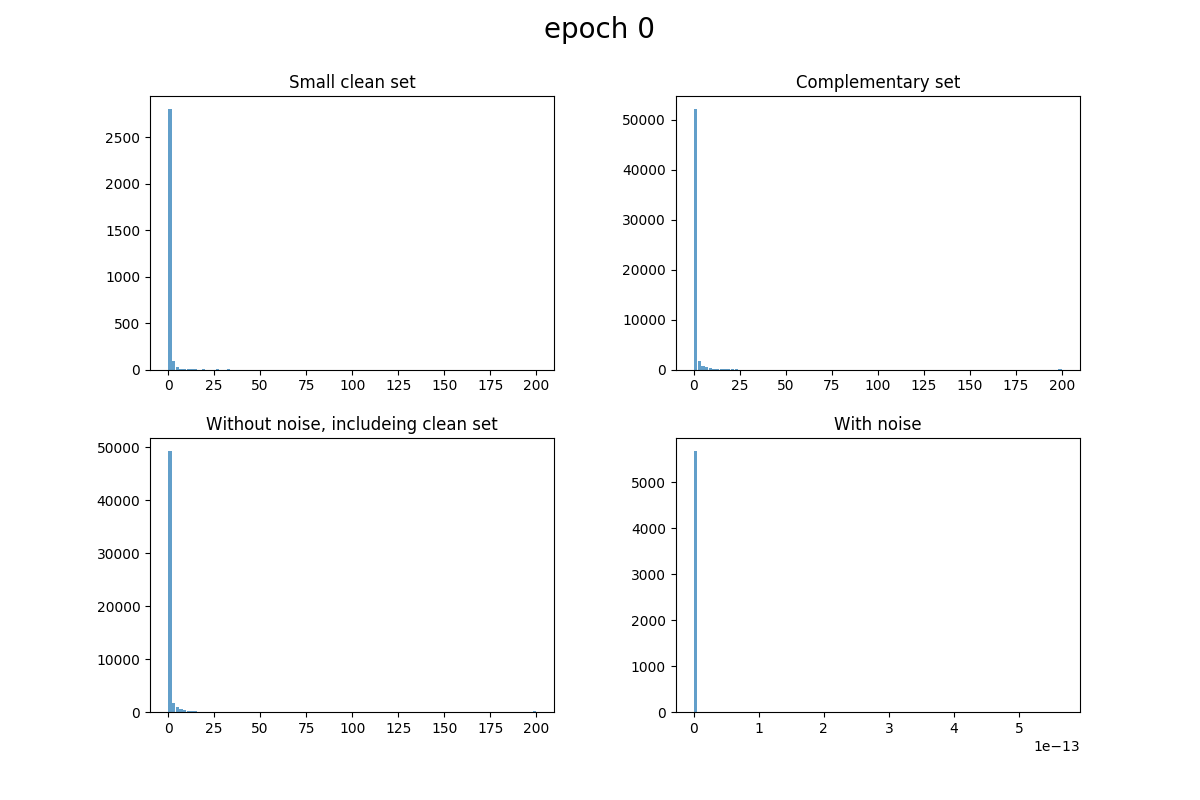 epoch 0
Small clean set
2500
2000
1500
1000
500
0
0 25 50 75 100 125 150 175 200
Complementary set
50000
40000
30000
20000
10000
0
0 25 50 75 100 125 150 175 200
Without noise, includeing clean set
50000
40000
30000
20000
10000
0
0 25 50 75 100 125 150 175 200
With noise
5000
4000
3000
2000
1000
0
0 1 2 3 4 5
1e−13